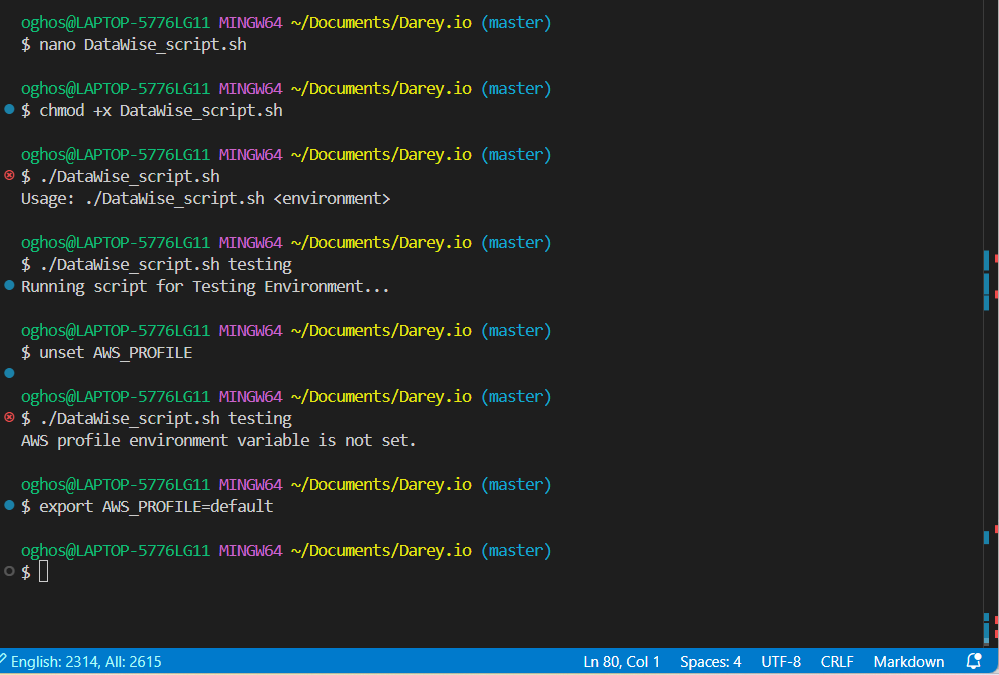 oghos@LAPTOP-5776LG11 MINGW64 ~/Documents/Darey.io (master)
$ nano DataWise_script.sh
oghos@LAPTOP-5776LG11 MINGW64 ~/Documents/Darey.io (master)
$ chmod +x DataWise_script.sh
oghos@LAPTOP-5776LG11 MINGW64 ~/Documents/Darey.io (master)
$ ./DataWise_script.sh
Usage: ./DataWise_script.sh <environment>
oghos@LAPTOP-5776LG11 MINGW64 ~/Documents/Darey.io (master)
$ ./DataWise_script.sh testing
Running script for Testing Environment...
oghos@LAPTOP-5776LG11 MINGW64 ~/Documents/Darey.io (master)
$ unset AWS_PROFILE
oghos@LAPTOP-5776LG11 MINGW64 ~/Documents/Darey.io (master)
$ ./DataWise_script.sh testing
AWS profile environment variable is not set.
oghos@LAPTOP-5776LG11 MINGW64 ~/Documents/Darey.io (master)
$ export AWS_PROFILE=default
oghos@LAPTOP-5776LG11 MINGW64 ~/Documents/Darey.io (master)
$
English: 2314, All: 2615 Ln 80, Col 1 Spaces: 4 UTF-8 CRLF Markdown